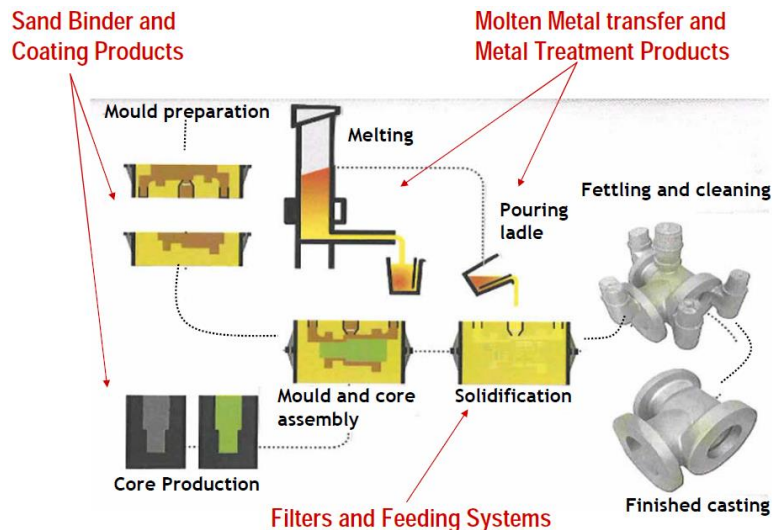 Sand Binder and
Coating Products
Molten Metal transfer and
Metal Treatment Products
Mould preparation
Melting
Pouring
ladle
Fettling and cleaning
Mould and core
assembly
Solidification
Core Production
Finished casting
Filters and Feeding Systems